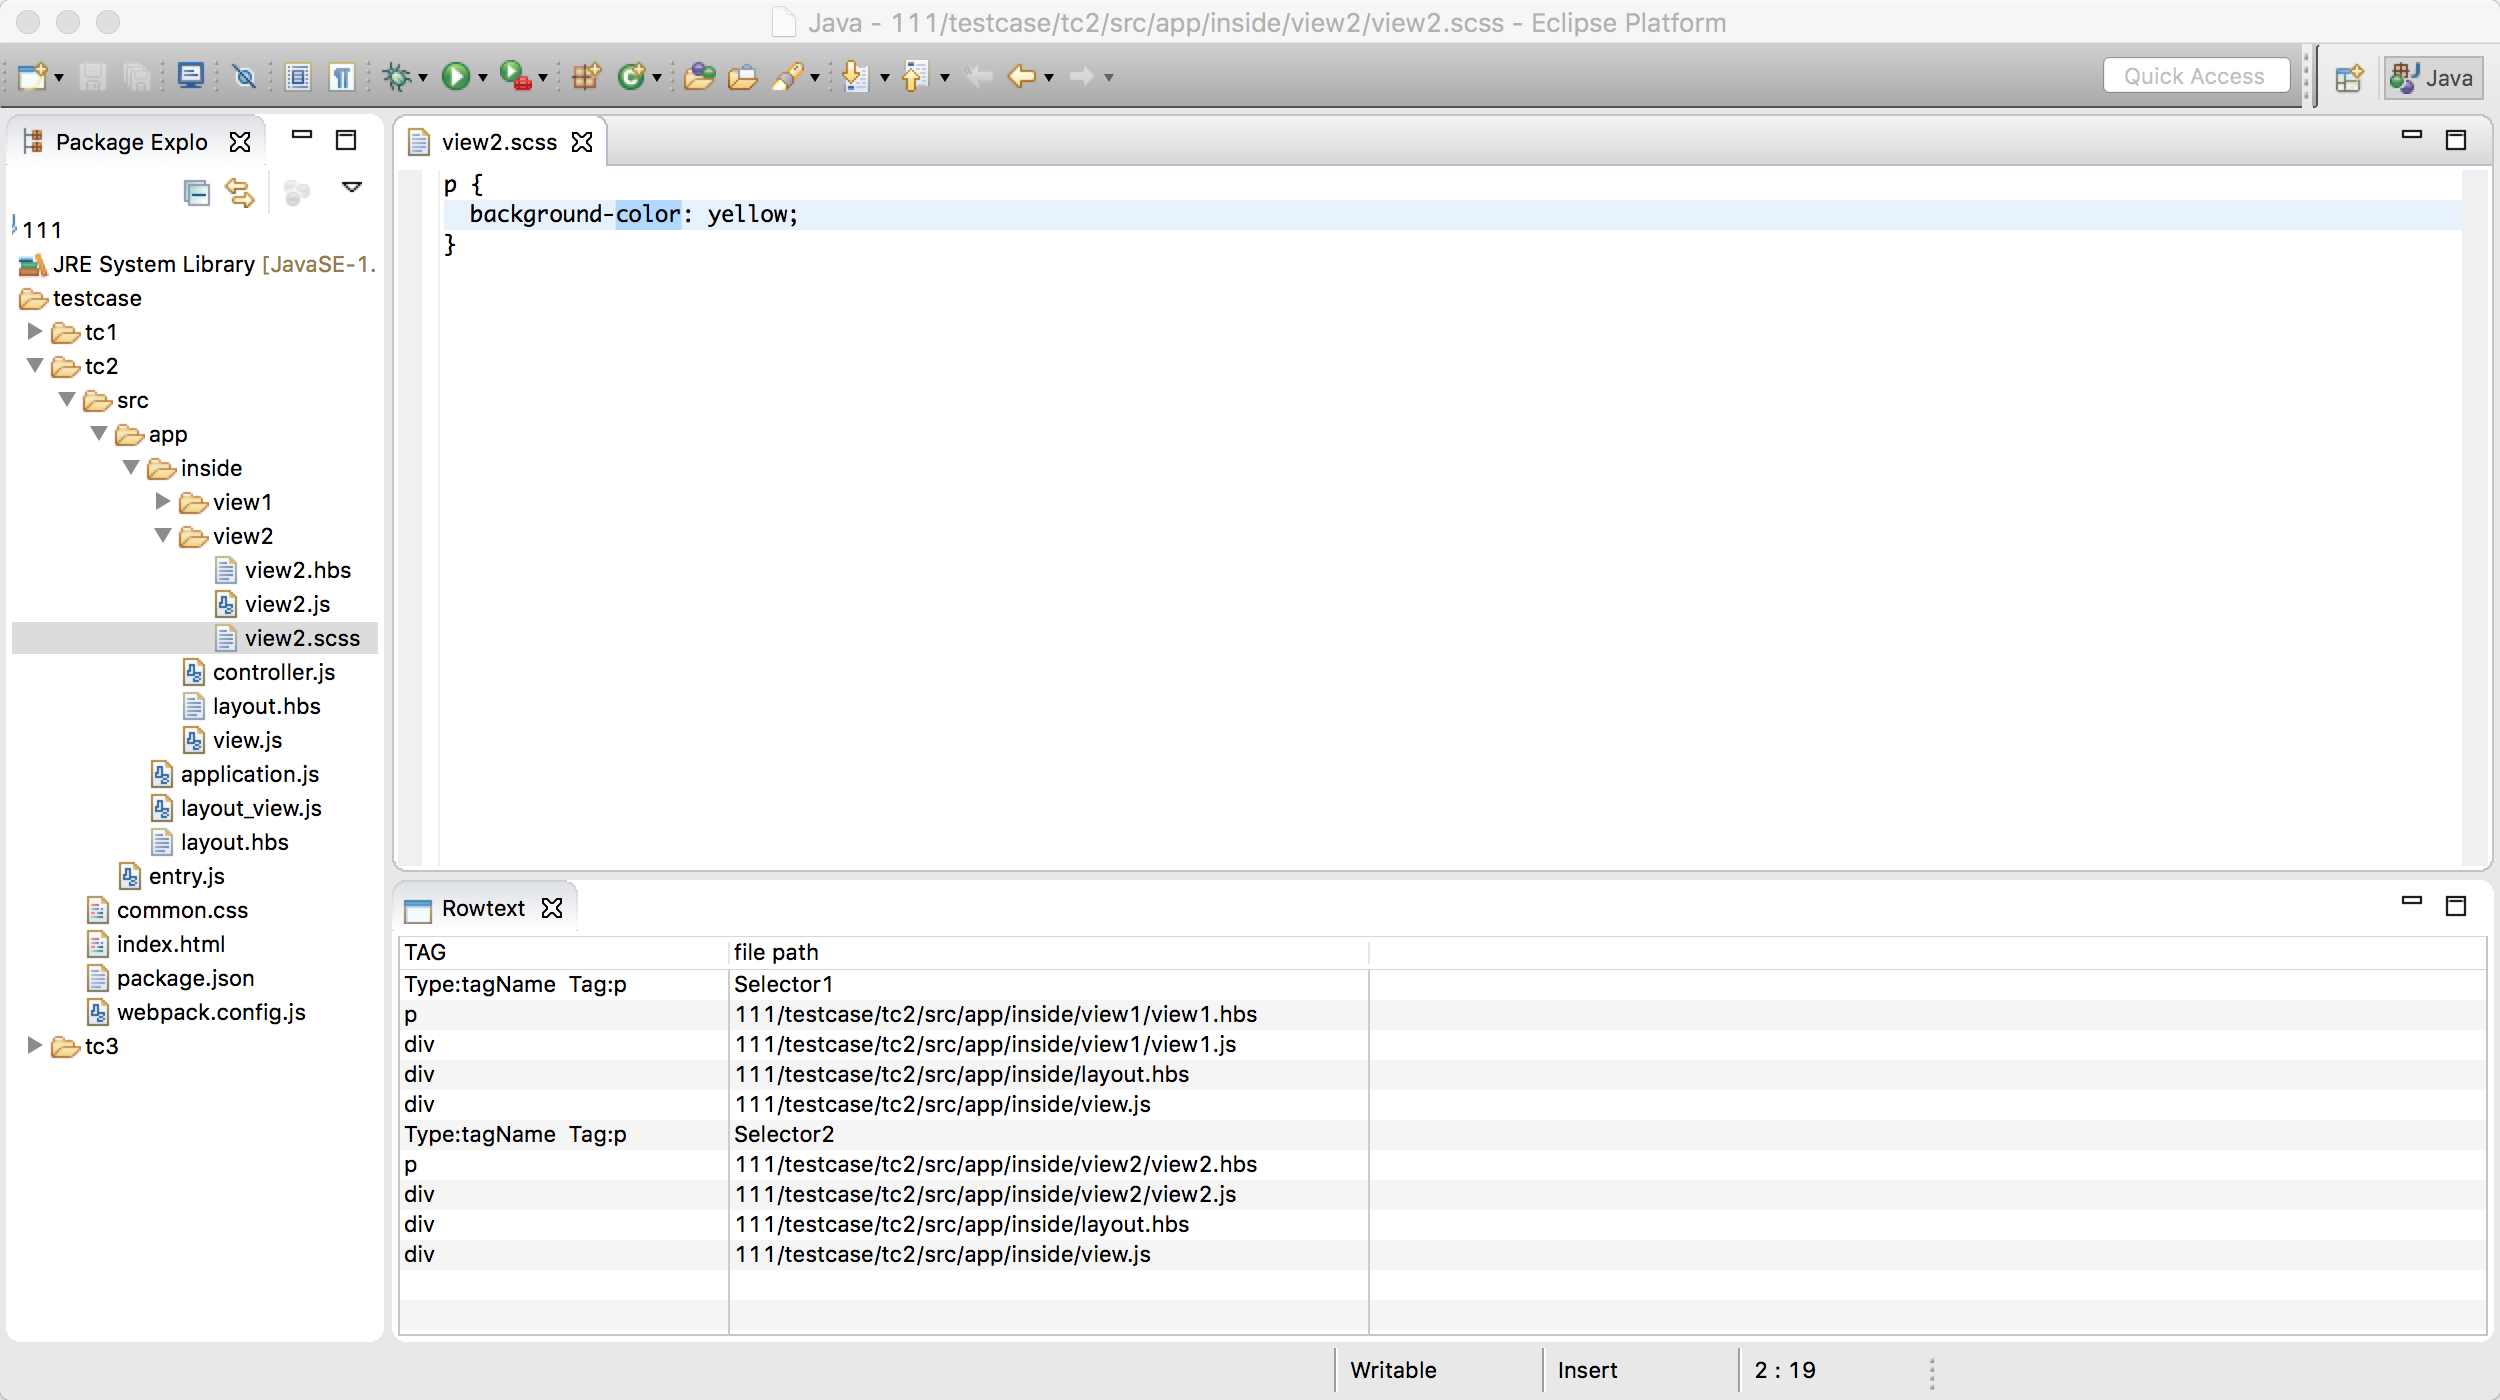 Java - 111/testcase/tc2/src/app/inside/view2/view2.scss - Eclipse Platform
Quick Access
Java
Package Explo
111
JRE System Library [JavaSE-1.
testcase
tc1
tc2
src
app
inside
view1
view2
view2.hbs
view2.js
view2.scss
controller.js
layout.hbs
view.js
application.js
layout_view.js
layout.hbs
entry.js
common.css
index.html
package.json
webpack.config.js
tc3
view2.scss
p {
background-color: yellow;
}
Rowtext
TAG file path
Type:tagName Tag:p Selector1
p 111/testcase/tc2/src/app/inside/view1/view1.hbs
div 111/testcase/tc2/src/app/inside/view1/view1.js
div 111/testcase/tc2/src/app/inside/layout.hbs
div 111/testcase/tc2/src/app/inside/view.js
Type:tagName Tag:p Selector2
p 111/testcase/tc2/src/app/inside/view2/view2.hbs
div 111/testcase/tc2/src/app/inside/view2/view2.js
div 111/testcase/tc2/src/app/inside/layout.hbs
div 111/testcase/tc2/src/app/inside/view.js
Writable Insert 2 : 19